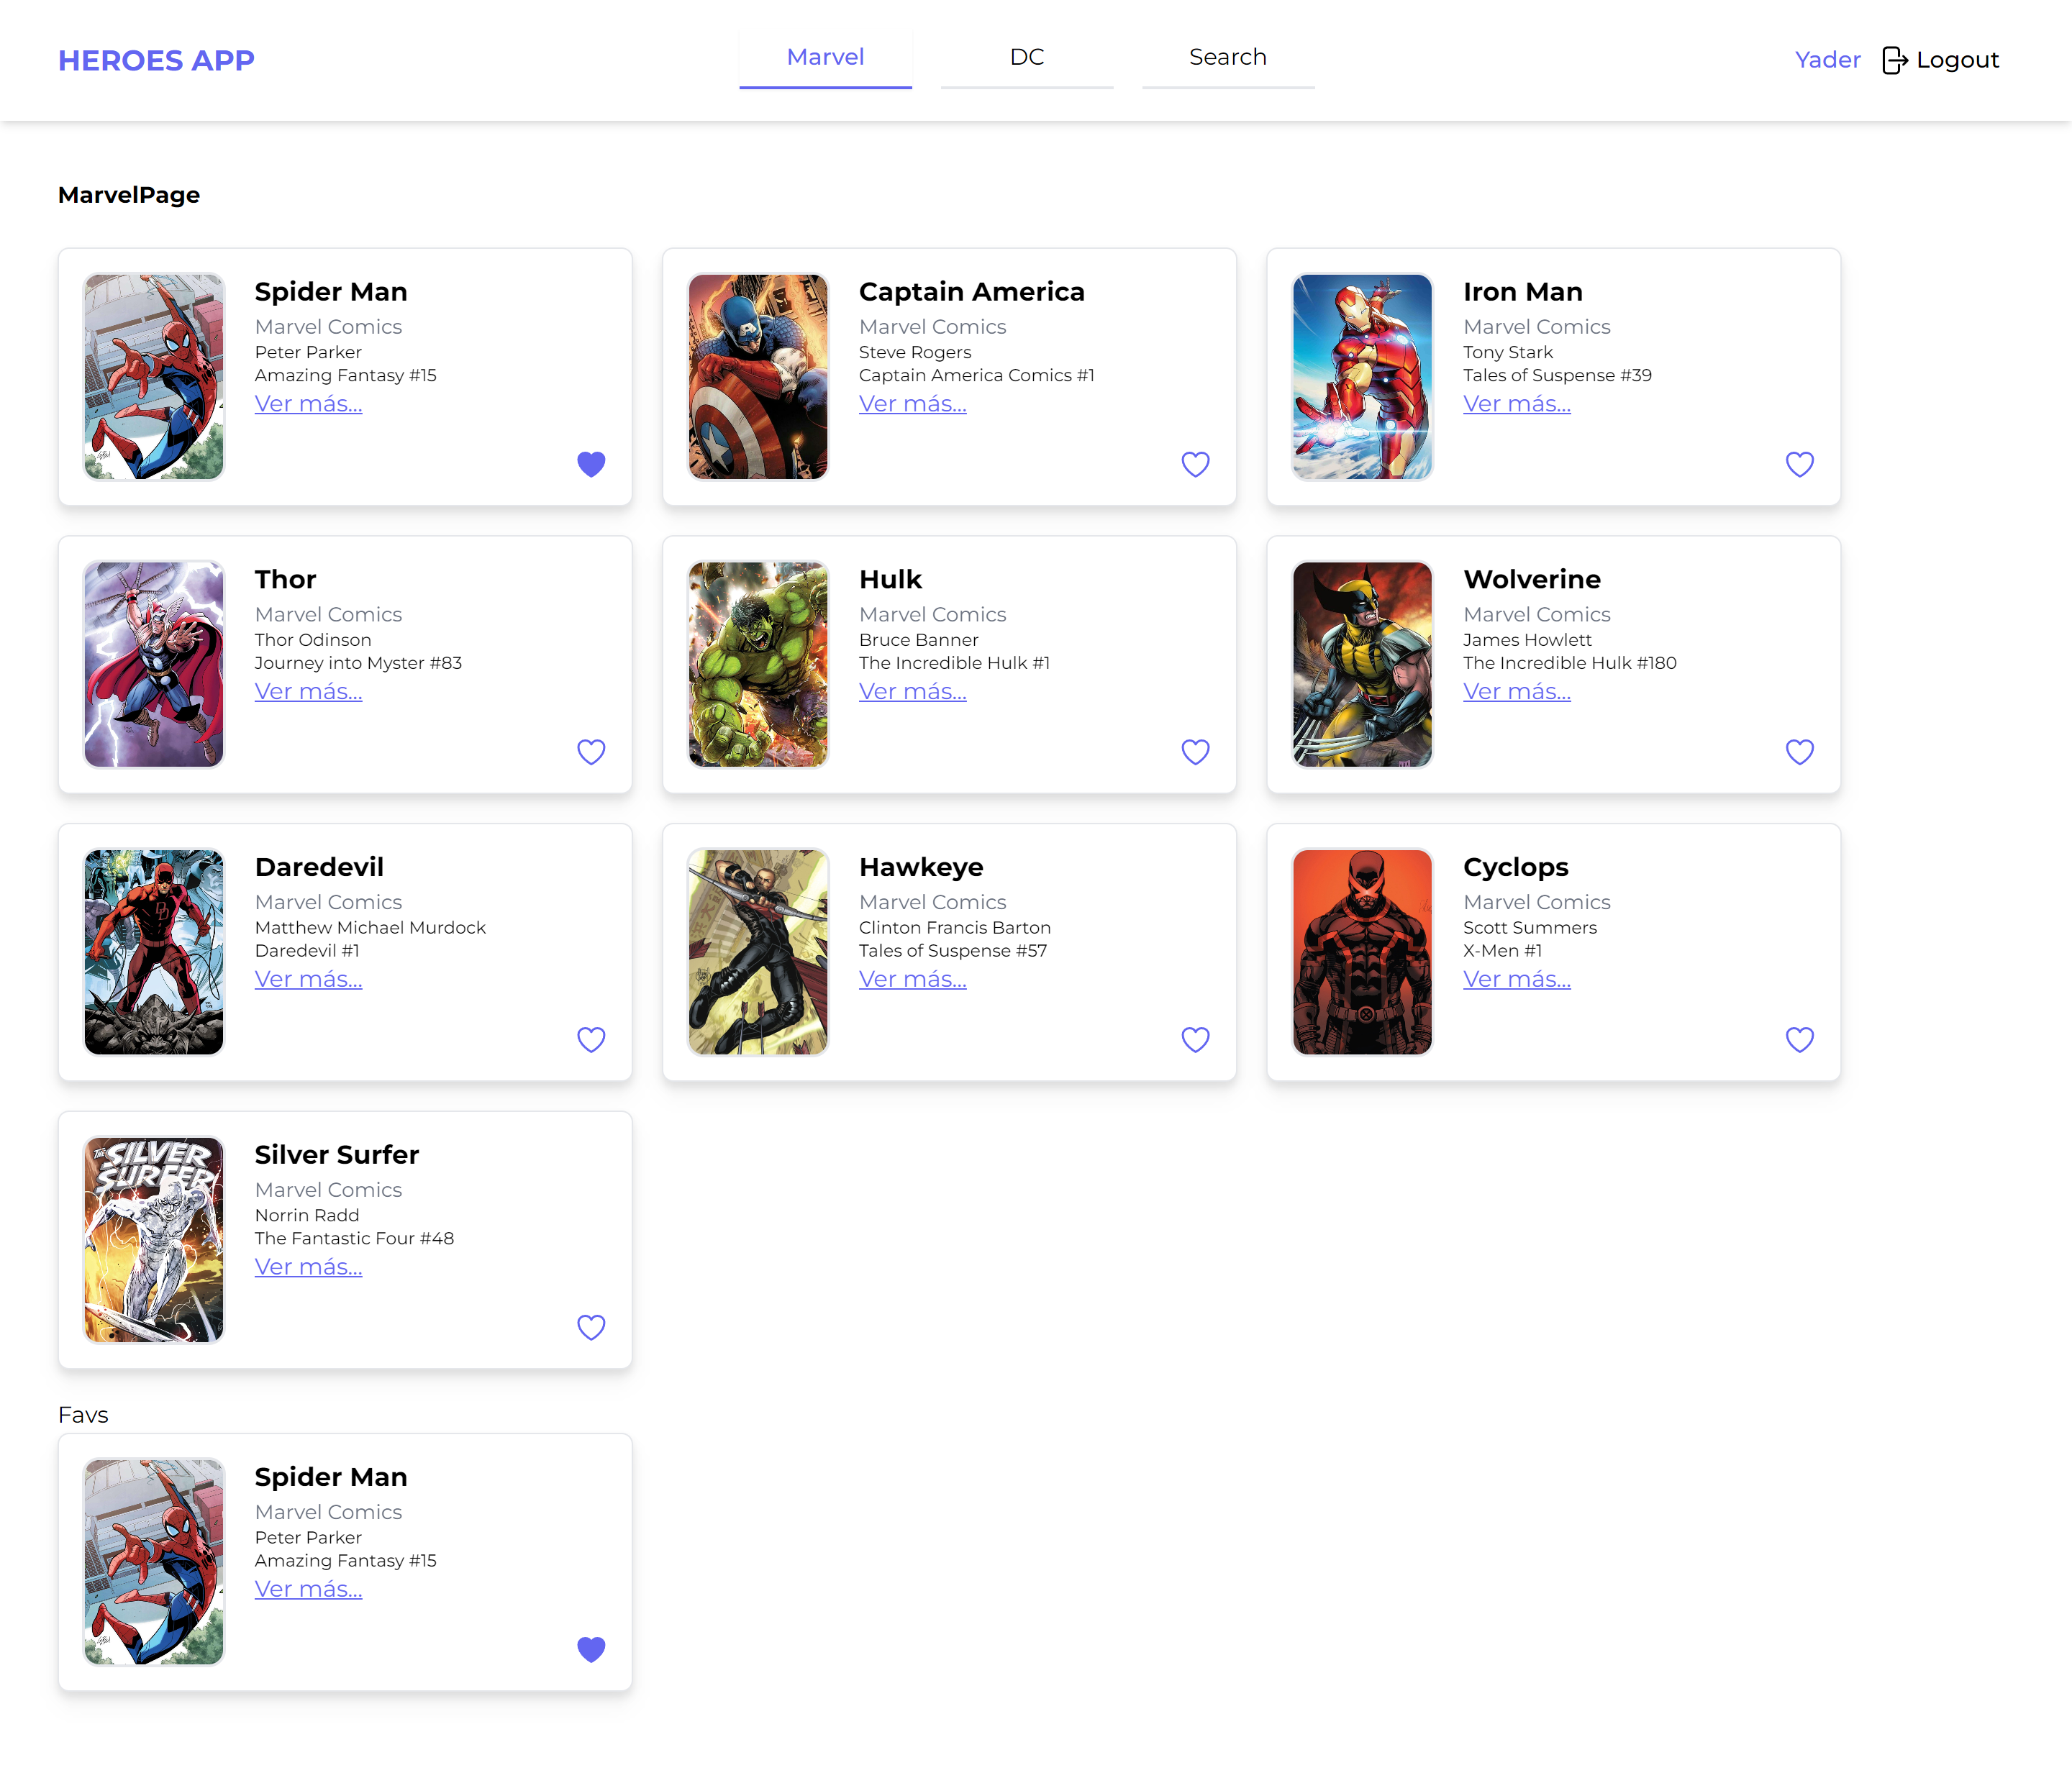 HEROES APP
Marvel
DC
Search
Yader
Logout
MarvelPage
Spider Man
Marvel Comics
Peter Parker
Amazing Fantasy #15
Ver más...
Captain America
Marvel Comics
Steve Rogers
Captain America Comics #1
Ver más...
Iron Man
Marvel Comics
Tony Stark
Tales of Suspense #39
Ver más...
Thor
Marvel Comics
Thor Odinson
Journey into Myster #83
Ver más...
Hulk
Marvel Comics
Bruce Banner
The Incredible Hulk #1
Ver más...
Wolverine
Marvel Comics
James Howlett
The Incredible Hulk #180
Ver más...
Daredevil
Marvel Comics
Matthew Michael Murdock
Daredevil #1
Ver más...
Hawkeye
Marvel Comics
Clinton Francis Barton
Tales of Suspense #57
Ver más...
Cyclops
Marvel Comics
Scott Summers
X-Men #1
Ver más...
THE SILVER
SURFER
Silver Surfer
Marvel Comics
Norrin Radd
The Fantastic Four #48
Ver más...
Favs
Spider Man
Marvel Comics
Peter Parker
Amazing Fantasy #15
Ver más...